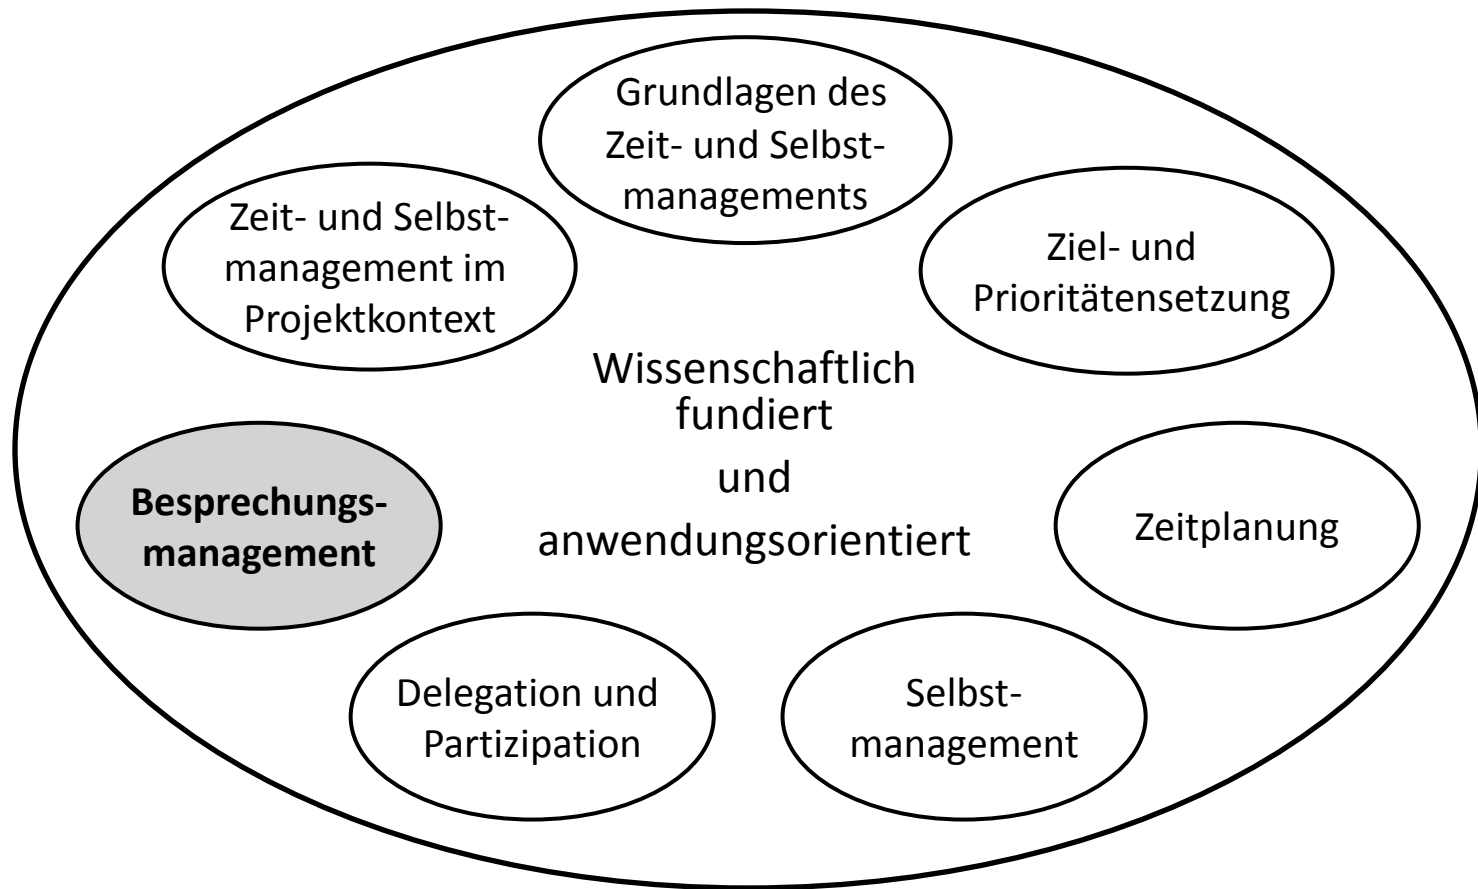 Grundlagen des
Zeit- und Selbst-
managements
Zeit- und Selbst-
management im
Projektkontext
Ziel- und
Prioritätensetzung
Wissenschaftlich
fundiert
und
anwendungsorientiert
Besprechungs-
management
Zeitplanung
Delegation und
Partizipation
Selbst-
management